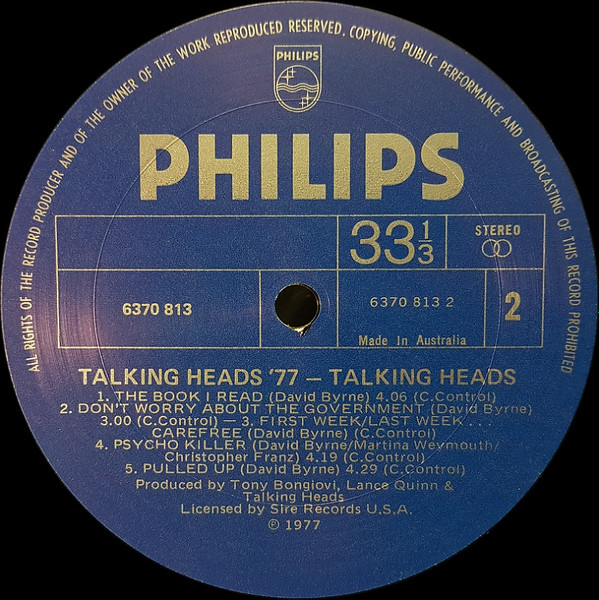 ALL RIGHTS OF THE RECORD PRODUCER AND OF THE OWNER OF THE WORK REPRODUCED RESERVED. COPYING, PUBLIC PERFORMANCE AND BROADCASTING OF THIS RECORD PROHIBITED
PHILIPS
PHILIPS
33 1/3
STEREO
6370 813
6370 813 2
2
Made In Australia
TALKING HEADS '77 – TALKING HEADS
1. THE BOOK I READ (David Byrne) 4.06 (C.Control)
2. DON'T WORRY ABOUT THE GOVERNMENT (David Byrne)
3.00 (C.Control) – 3. FIRST WEEK/LAST WEEK . . .
CAREFREE (David Byrne) (C.Control)
4. PSYCHO KILLER (David Byrne/Martina Weymouth/
Christopher Franz) 4.19 (C.Control)
5. PULLED UP (David Byrne) 4.29 (C.Control)
Produced by Tony Bongiovi, Lance Quinn &
Talking Heads
Licensed by Sire Records U.S.A.
℗ 1977